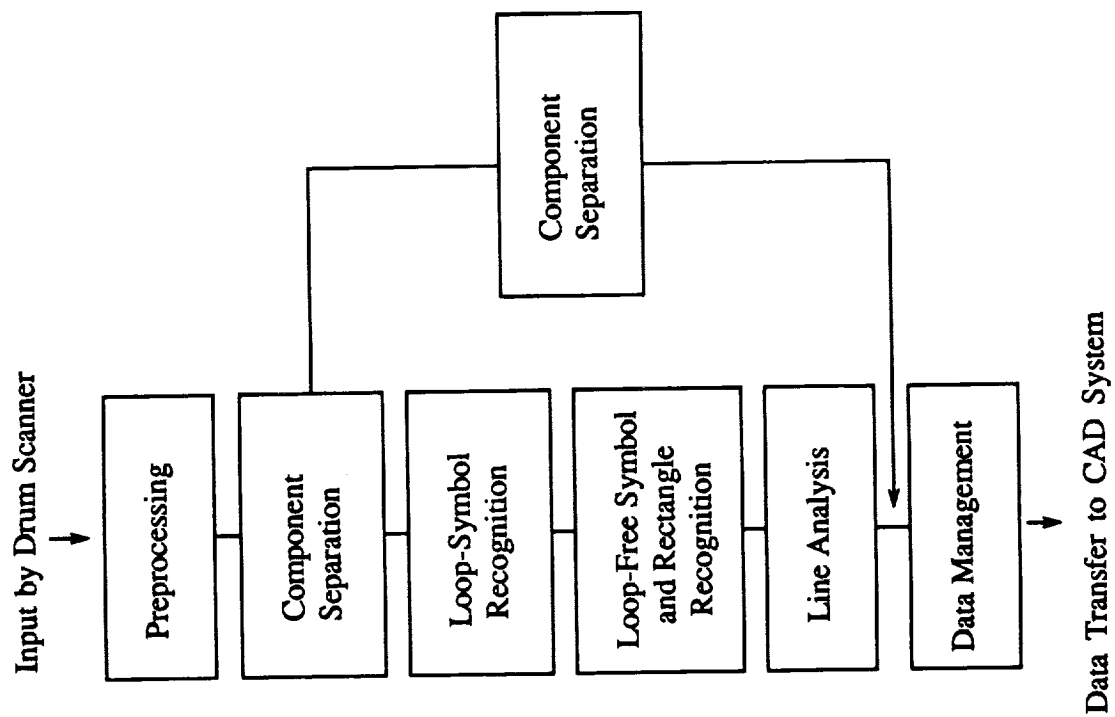 Input by Drum Scanner
Preprocessing
Component
Separation
Component
Separation
Loop-Symbol
Recognition
Loop-Free Symbol
and Rectangle
Recognition
Line Analysis
Data Management
Data Transfer to CAD System